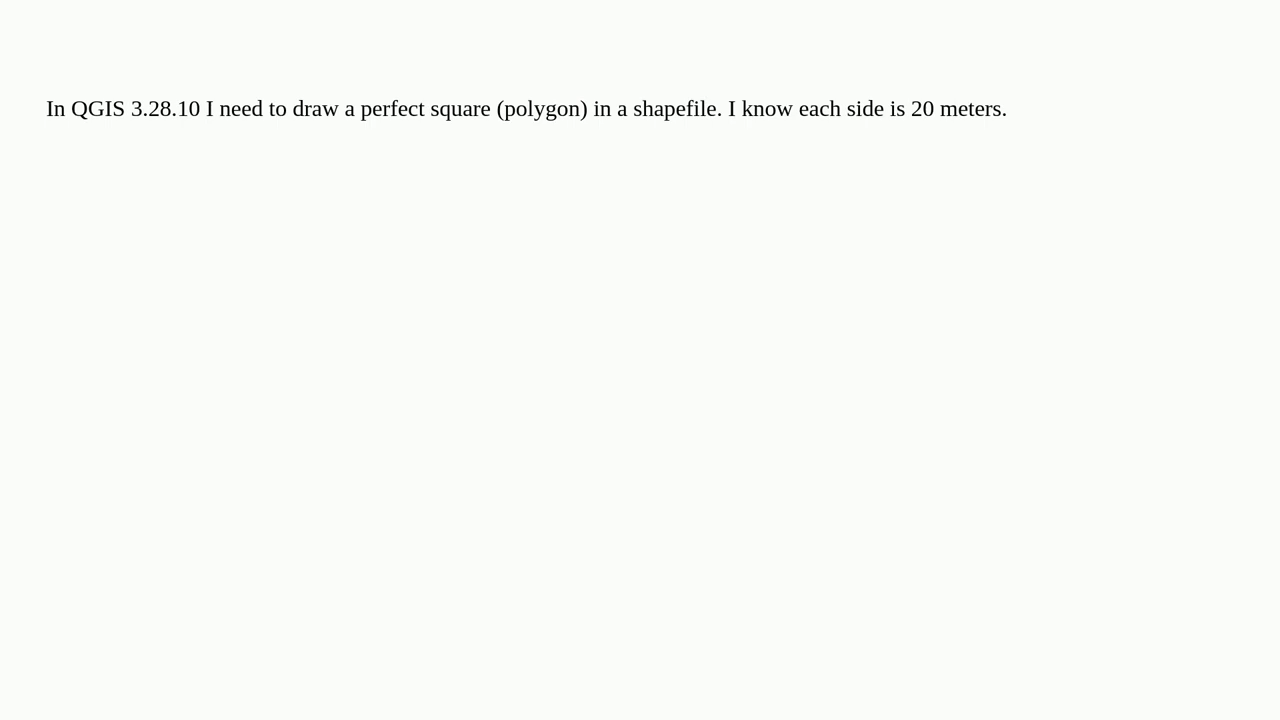 In QGIS 3.28.10 I need to draw a perfect square (polygon) in a shapefile. I know each side is 20 meters.